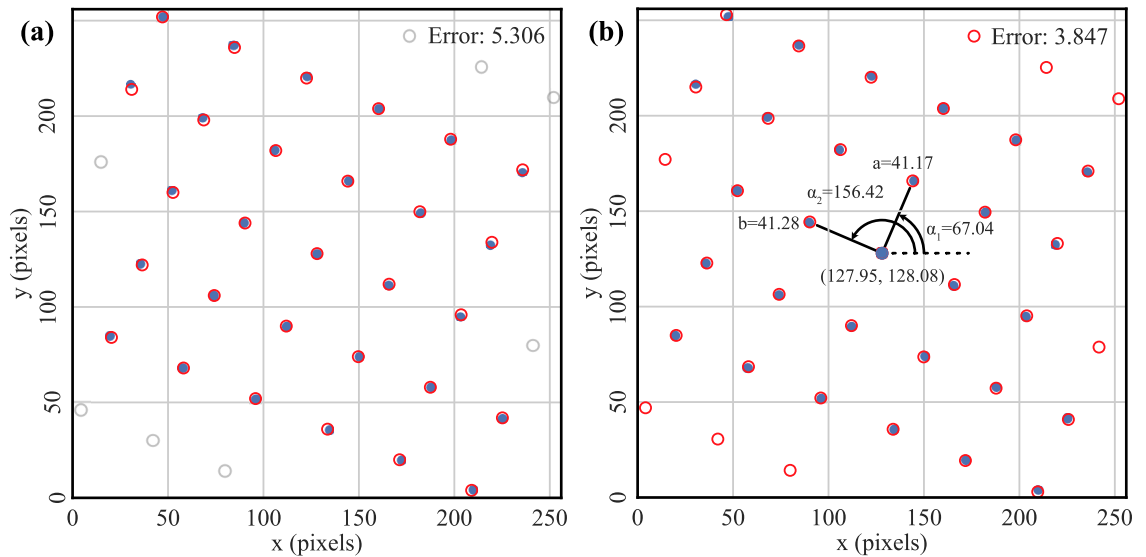 (a)
Error: 5.306
y (pixels)
200
150
100
50
0
0 50 100 150 200 250
x (pixels)
(b)
Error: 3.847
y (pixels)
200
150
100
50
0
a=41.17
α₂=156.42
b=41.28
α₁=67.04
(127.95, 128.08)
0 50 100 150 200 250
x (pixels)